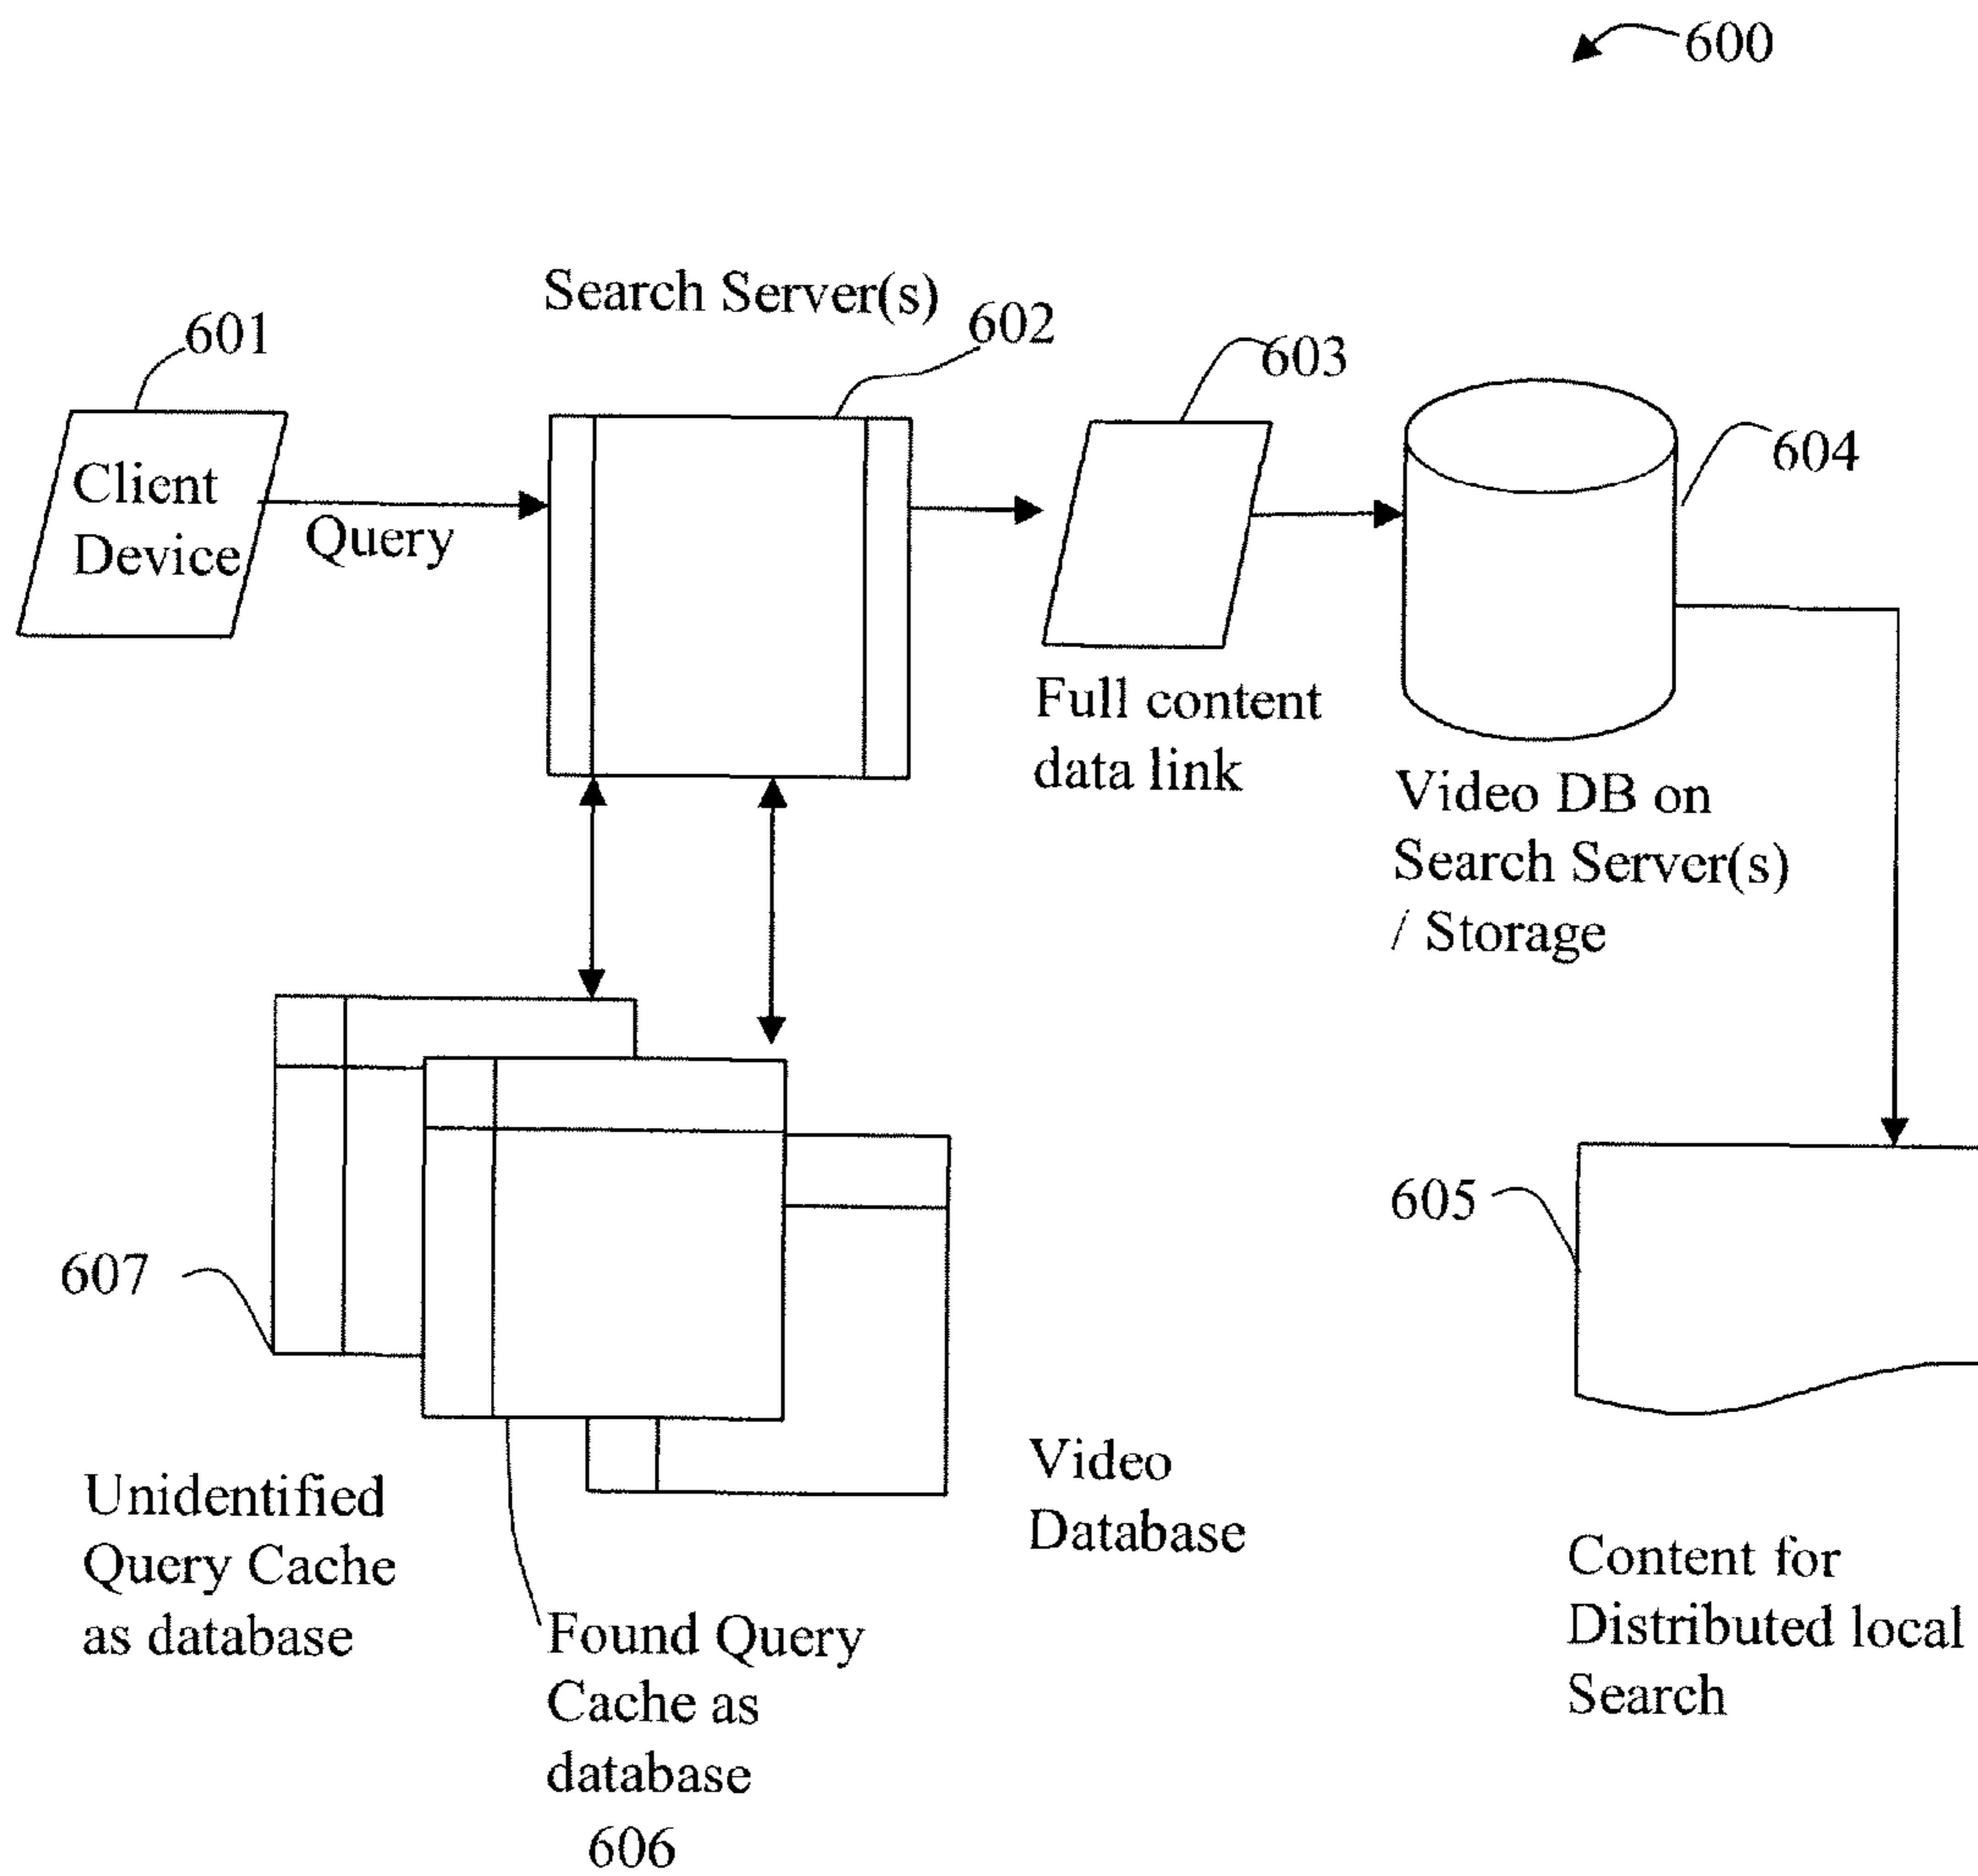 600
Search Server(s)
601
602
603
604
Client
Device
Query
Full content
data link
Video DB on
Search Server(s)
/ Storage
605
607
Video
Database
Unidentified
Query Cache
as database
Found Query
Cache as
database
606
Content for
Distributed local
Search